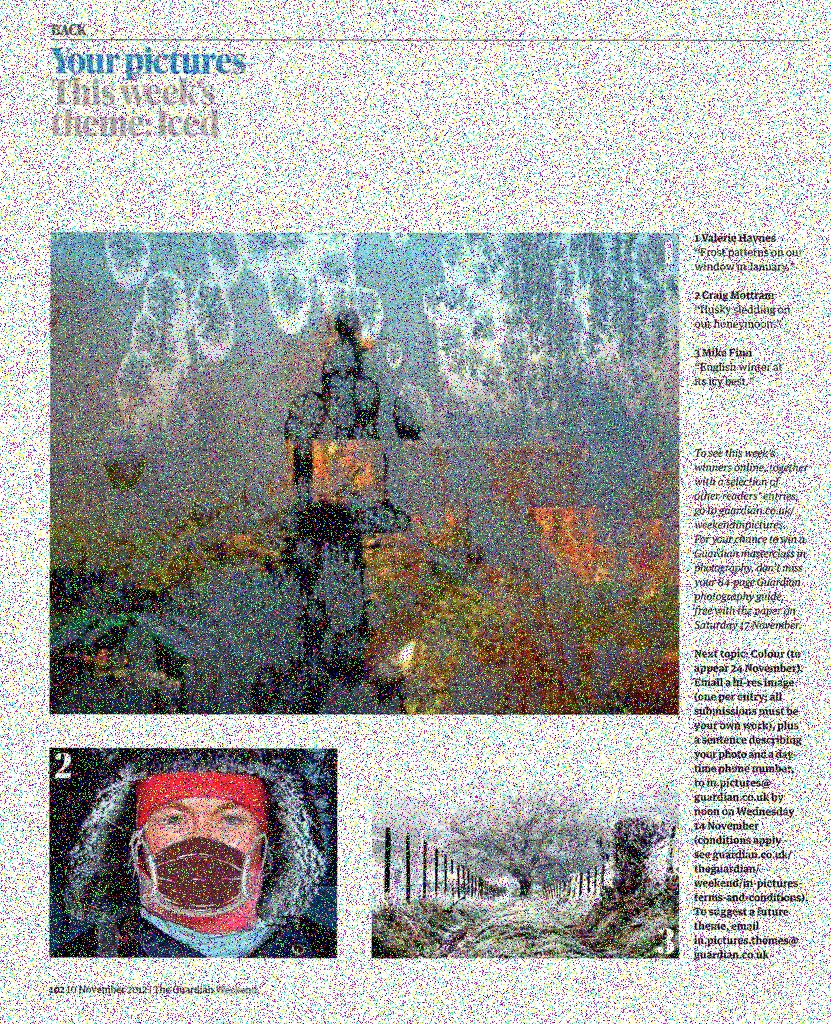 BACK
Your pictures
This week's
theme: Iced
1 Valerie Haynes
"Frost patterns on our
window in January."
2 Craig Mottram
"Husky sledding on
our honeymoon."
3 Mike Finn
"English winter at
its icy best."
To see this week's
winners online, together
with a selection of
other readers' entries,
go to guardian.co.uk/
weekendinpictures.
For your chance to win a
Guardian masterclass in
photography, don't miss
your 84-page Guardian
photography guide,
free with the paper on
Saturday 17 November.
Next topic: Colour (to
appear 24 November).
Email a hi-res image
(one per entry; all
submissions must be
your own work), plus
a sentence describing
your photo and a day-
time phone number,
to in.pictures@
guardian.co.uk by
noon on Wednesday
14 November
(conditions apply
see guardian.co.uk/
theguardian/
weekend/in-pictures-
terms-and-conditions).
To suggest a future
theme, email
in.pictures.themes@
guardian.co.uk
2
3
102 10 November 2012 | The Guardian Weekend